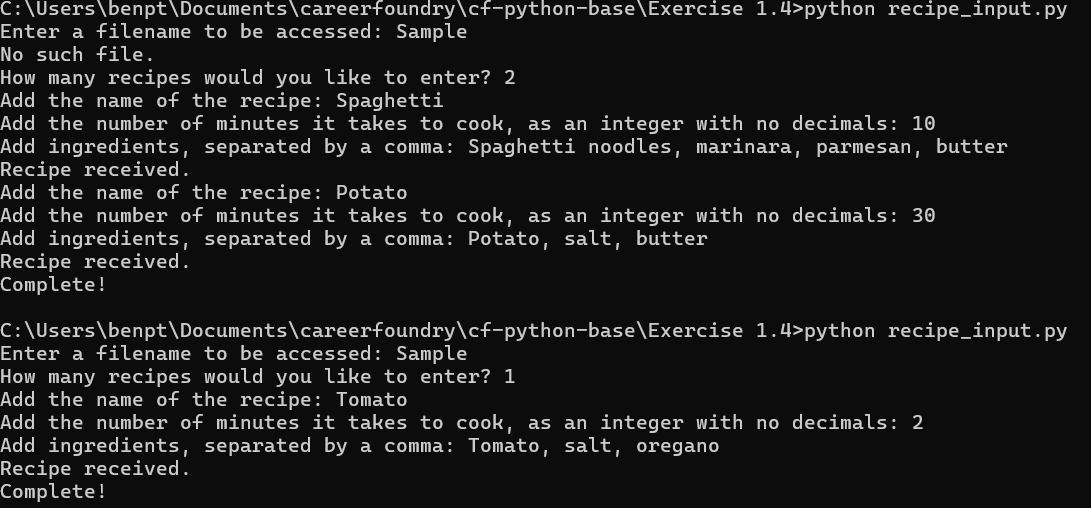 C:\Users\benpt\Documents\careerfoundry\cf-python-base\Exercise 1.4>python recipe_input.py
Enter a filename to be accessed: Sample
No such file.
How many recipes would you like to enter? 2
Add the name of the recipe: Spaghetti
Add the number of minutes it takes to cook, as an integer with no decimals: 10
Add ingredients, separated by a comma: Spaghetti noodles, marinara, parmesan, butter
Recipe received.
Add the name of the recipe: Potato
Add the number of minutes it takes to cook, as an integer with no decimals: 30
Add ingredients, separated by a comma: Potato, salt, butter
Recipe received.
Complete!
C:\Users\benpt\Documents\careerfoundry\cf-python-base\Exercise 1.4>python recipe_input.py
Enter a filename to be accessed: Sample
How many recipes would you like to enter? 1
Add the name of the recipe: Tomato
Add the number of minutes it takes to cook, as an integer with no decimals: 2
Add ingredients, separated by a comma: Tomato, salt, oregano
Recipe received.
Complete!